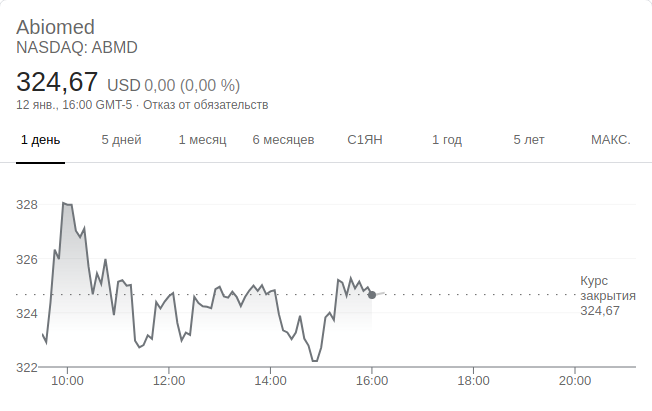 Abiomed
NASDAQ: ABMD
324,67 USD 0,00 (0,00 %)
12 янв., 16:00 GMT-5 · Отказ от обязательств
1 день 5 дней 1 месяц 6 месяцев С1ЯН 1 год 5 лет МАКС.
328
326
324
322
Курс
закрытия
324,67
10:00 12:00 14:00 16:00 18:00 20:00